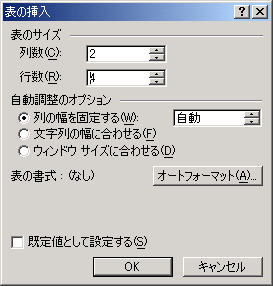 表の挿入
表のサイズ
列数(C): 2
行数(R): 4
自動調整のオプション
列の幅を固定する(W): 自動
文字列の幅に合わせる(F)
ウィンドウ サイズに合わせる(D)
表の書式 : (なし) オートフォーマット(A)...
既定値として設定する(S)
OK キャンセル